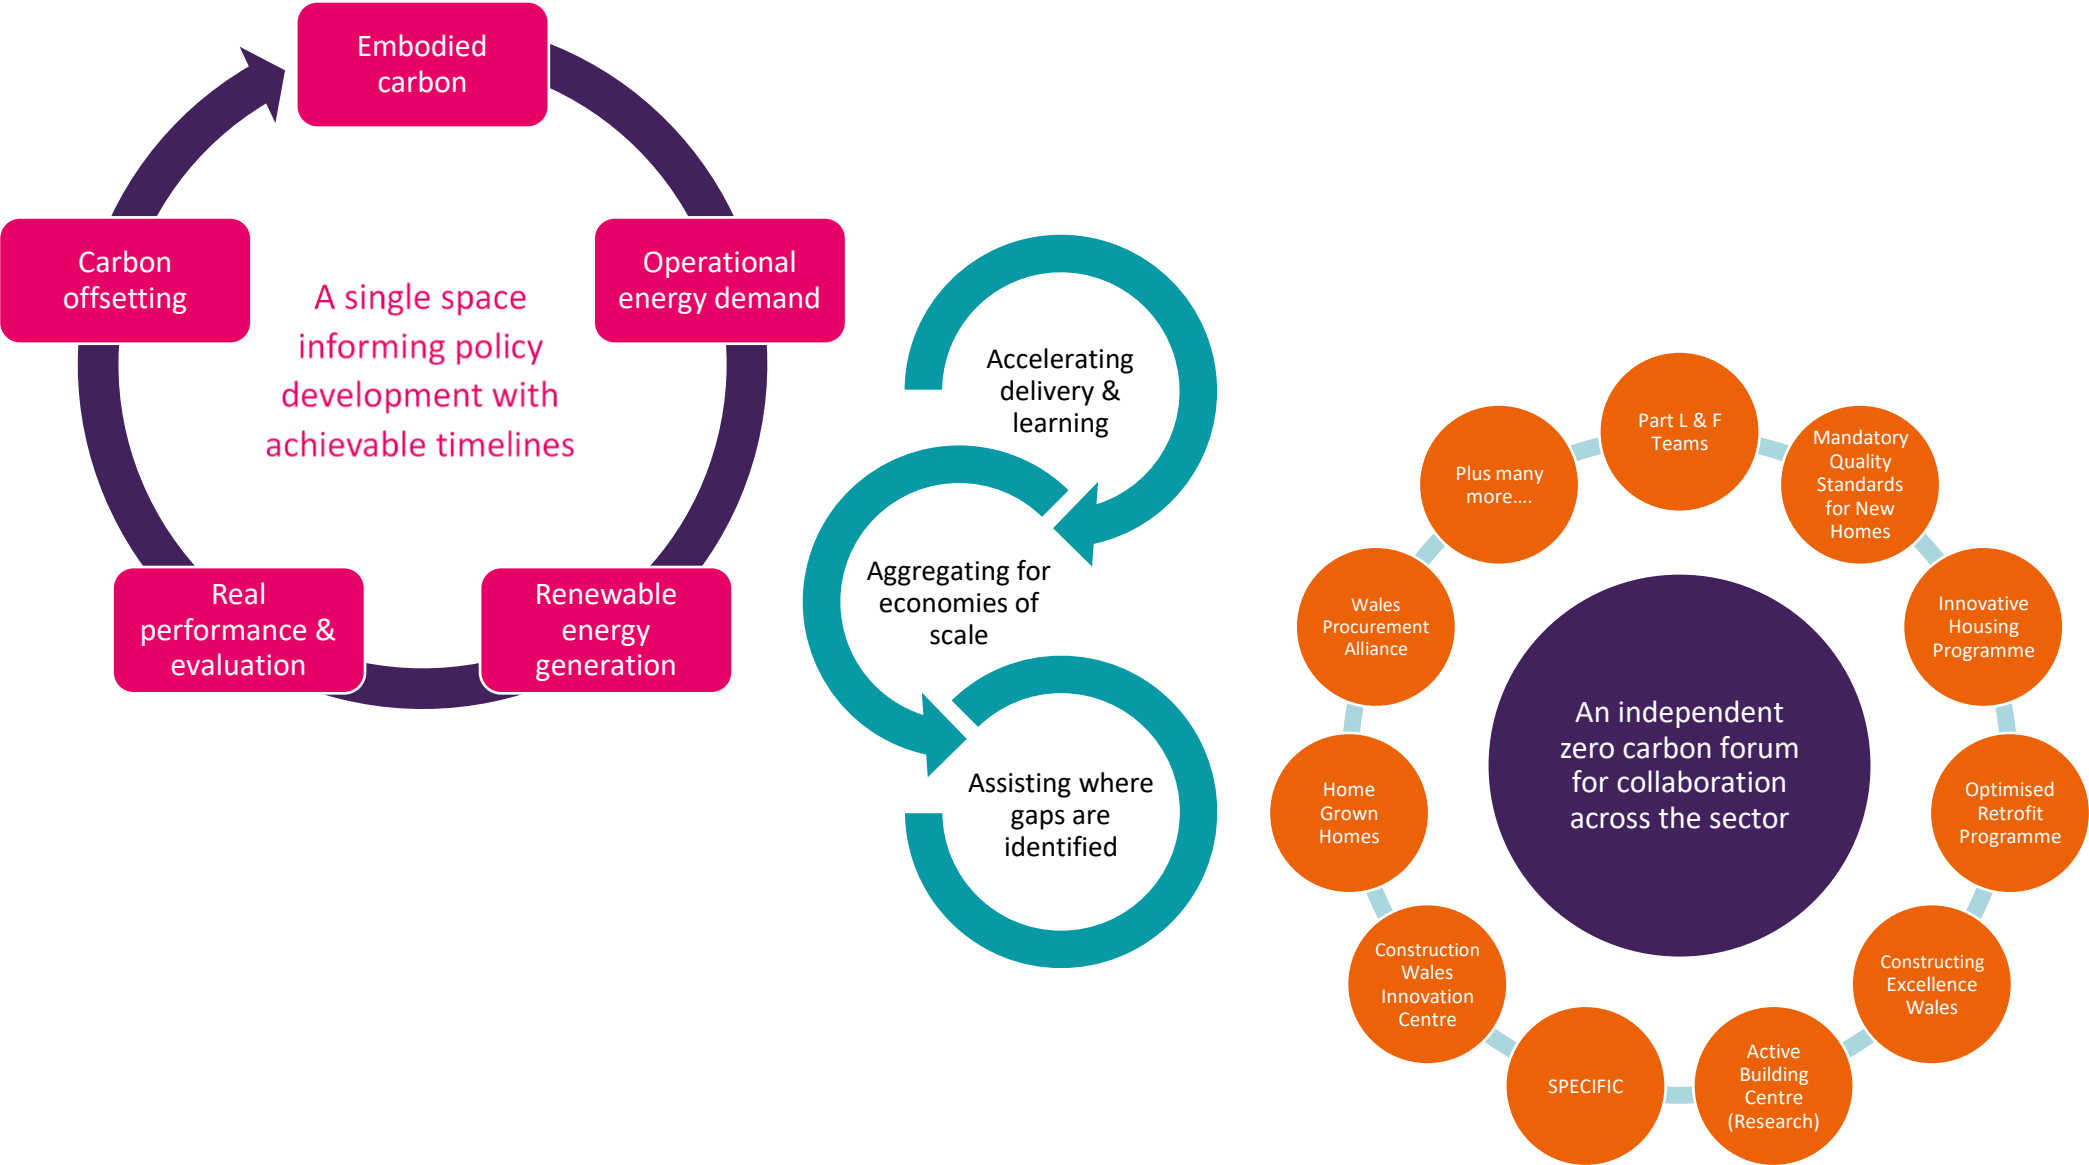 Embodied
carbon
Operational
energy demand
Renewable
energy
generation
Real
performance &
evaluation
Carbon
offsetting
A single space
informing policy
development with
achievable timelines
Accelerating
delivery &
learning
Aggregating for
economies of
scale
Assisting where
gaps are
identified
Part L & F
Teams
Mandatory
Quality
Standards
for New
Homes
Innovative
Housing
Programme
Optimised
Retrofit
Programme
Constructing
Excellence
Wales
Active
Building
Centre
(Research)
SPECIFIC
Construction
Wales
Innovation
Centre
Home
Grown
Homes
Wales
Procurement
Alliance
Plus many
more....
An independent
zero carbon forum
for collaboration
across the sector